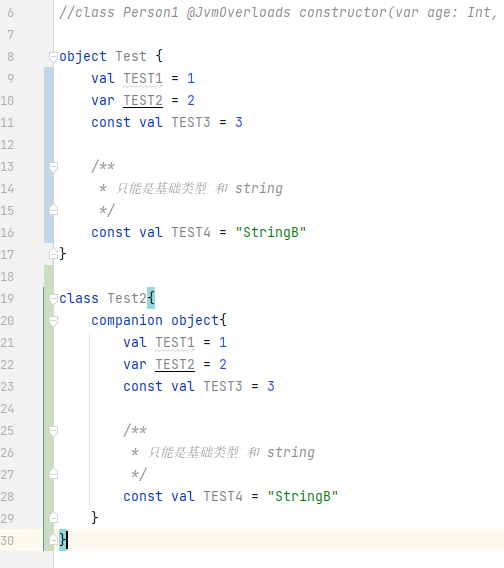 6 //class Person1 @JvmOverloads constructor(var age: Int,
7
8 object Test {
9 val TEST1 = 1
10 var TEST2 = 2
11 const val TEST3 = 3
12
13 /**
14 * 只能是基础类型 和 string
15 */
16 const val TEST4 = "StringB"
17 }
18
19 class Test2{
20 companion object{
21 val TEST1 = 1
22 var TEST2 = 2
23 const val TEST3 = 3
24
25 /**
26 * 只能是基础类型 和 string
27 */
28 const val TEST4 = "StringB"
29 }
30 }